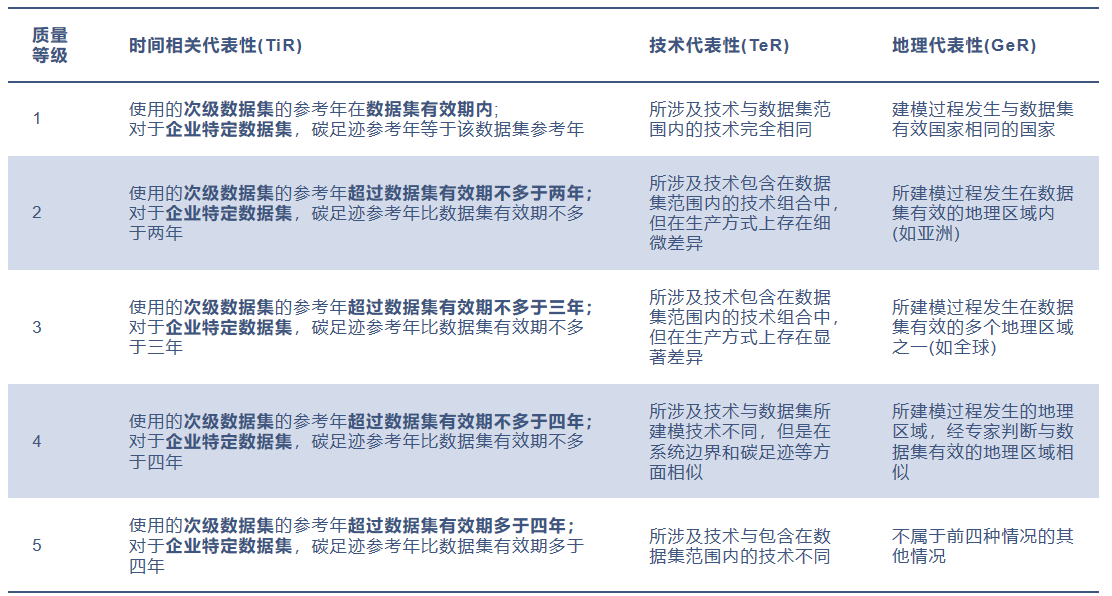 质量
等级
时间相关代表性(TiR)
技术代表性(TeR)
地理代表性(GeR)
1
使用的次级数据集的参考年在数据集有效期内;
对于企业特定数据集，碳足迹参考年等于该数据集参考年
所涉及技术与数据集范
围内的技术完全相同
建模过程发生与数据集
有效国家相同的国家
2
使用的次级数据集的参考年超过数据集有效期不多于两年；
对于企业特定数据集，碳足迹参考年比数据集有效期不多
于两年
所涉及技术包含在数据
集范围内的技术组合中，
但在生产方式上存在细
微差异
所建模过程发生在数据
集有效的地理区域内
(如亚洲)
3
使用的次级数据集的参考年超过数据集有效期不多于三年；
对于企业特定数据集，碳足迹参考年比数据集有效期不多
于三年
所涉及技术包含在数据
集范围内的技术组合中，
但在生产方式上存在显
著差异
所建模过程发生在数据
集有效的多个地理区域
之一(如全球)
4
使用的次级数据集的参考年超过数据集有效期不多于四年；
对于企业特定数据集，碳足迹参考年比数据集有效期不多
于四年
所涉及技术与数据集所
建模技术不同，但是在
系统边界和碳足迹等方
面相似
所建模过程发生的地理
区域，经专家判断与数
据集有效的地理区域相
似
5
使用的次级数据集的参考年超过数据集有效期多于四年；
对于企业特定数据集，碳足迹参考年比数据集有效期多于
四年
所涉及技术与包含在数
据集范围内的技术不同
不属于前四种情况的其
他情况